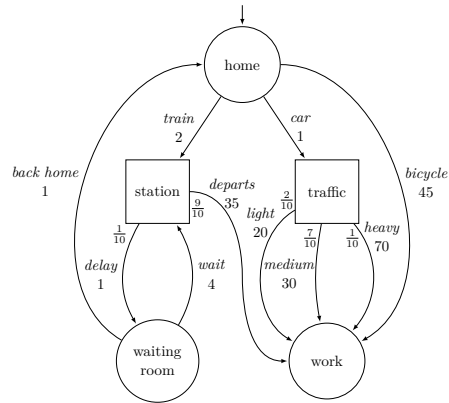 home
train
2
car
1
back home
1
bicycle
45
station
departs
35
9/10
traffic
2/10
light
20
7/10
1/10
heavy
70
1/10
delay
1
wait
4
medium
30
waiting
room
work